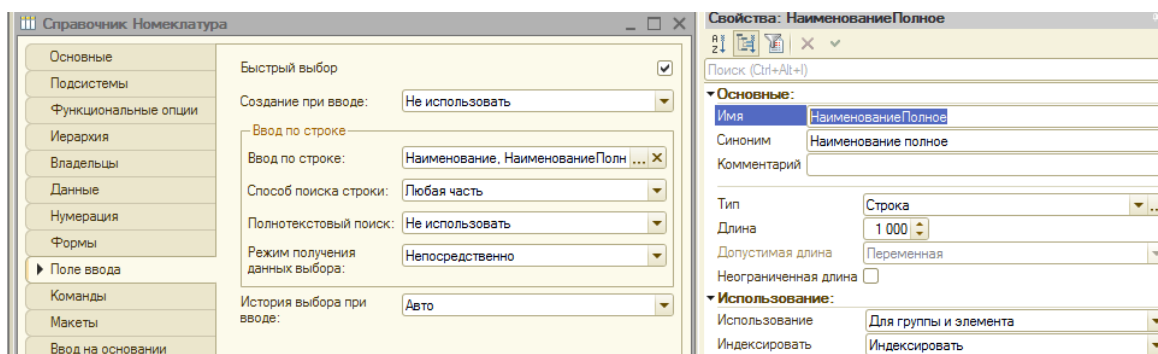 Справочник Номеклатура
Основные
Подсистемы
Функциональные опции
Иерархия
Владельцы
Данные
Нумерация
Формы
Поле ввода
Команды
Макеты
Ввод на основании
Быстрый выбор
Создание при вводе: Не использовать
Ввод по строке
Ввод по строке: Наименование, НаименованиеПолн ...
Способ поиска строки: Любая часть
Полнотекстовый поиск: Не использовать
Режим получения
данных выбора: Непосредственно
История выбора при
вводе: Авто
Свойства: НаименованиеПолное
Поиск (Ctrl+Alt+I)
Основные:
Имя НаименованиеПолное
Синоним Наименование полное
Комментарий
Тип Строка
Длина 1 000
Допустимая длина Переменная
Неограниченная длина
Использование:
Использование Для группы и элемента
Индексировать Индексировать